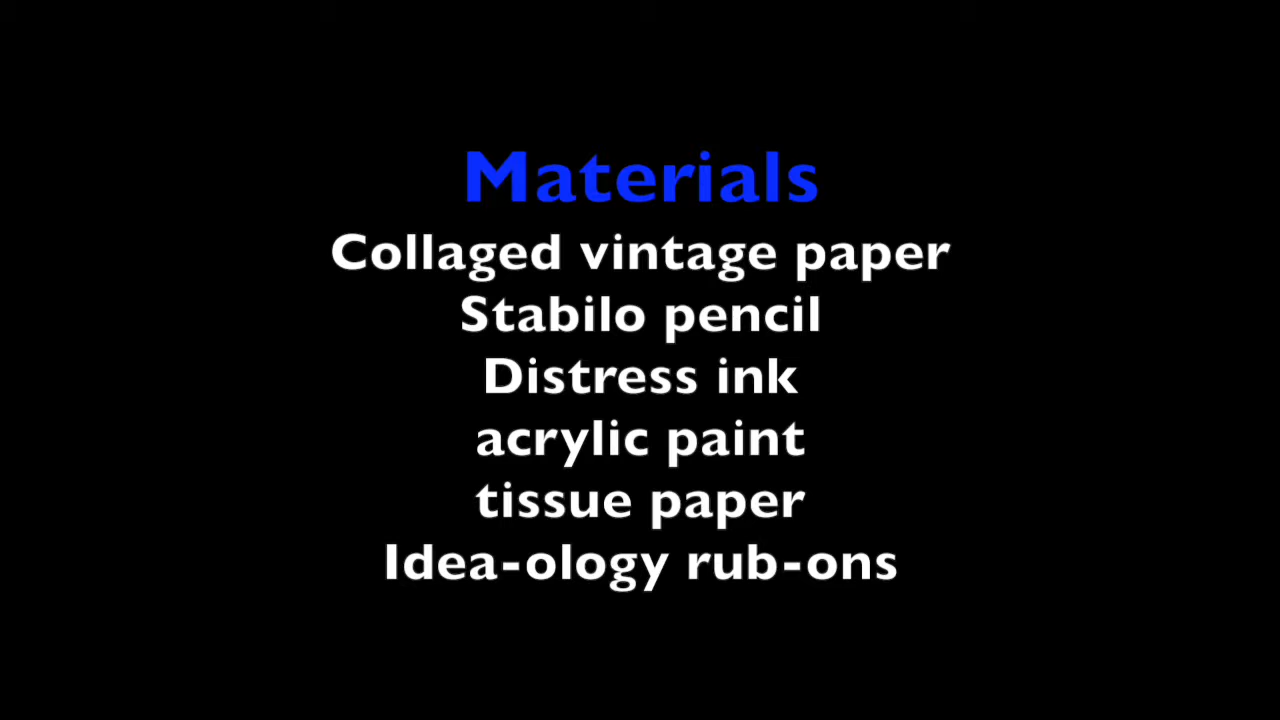 Materials
Collaged vintage paper
Stabilo pencil
Distress ink
acrylic paint
tissue paper
Idea-ology rub-ons